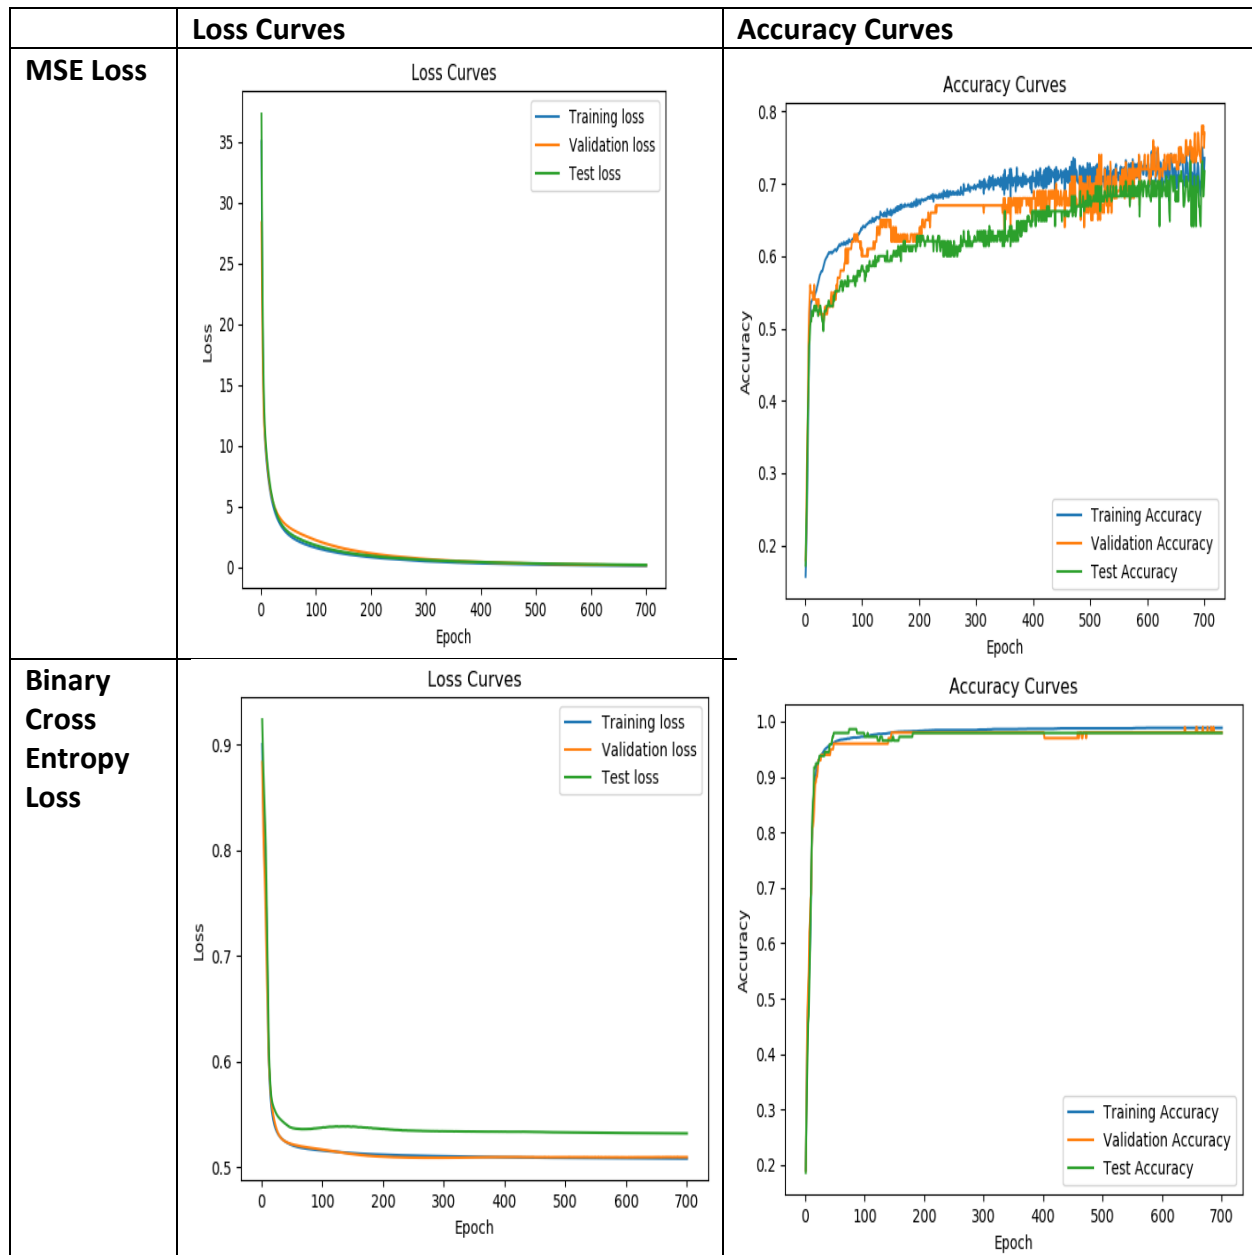 Loss Curves
Accuracy Curves
MSE Loss
Loss Curves
Training loss
Validation loss
Test loss
35
30
25
20
15
10
5
0
Loss
0 100 200 300 400 500 600 700
Epoch
Accuracy Curves
0.8
0.7
0.6
0.5
0.4
0.3
0.2
Accuracy
Training Accuracy
Validation Accuracy
Test Accuracy
0 100 200 300 400 500 600 700
Epoch
Binary
Cross
Entropy
Loss
Loss Curves
Training loss
Validation loss
Test loss
0.9
0.8
0.7
0.6
0.5
Loss
0 100 200 300 400 500 600 700
Epoch
Accuracy Curves
1.0
0.9
0.8
0.7
0.6
0.5
0.4
0.3
0.2
Accuracy
Training Accuracy
Validation Accuracy
Test Accuracy
0 100 200 300 400 500 600 700
Epoch